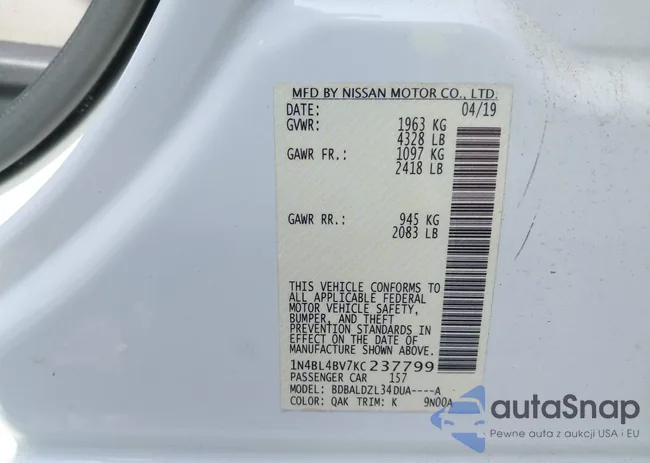 MFD BY NISSAN MOTOR CO., LTD.
DATE: 04/19
GVWR: 1963 KG
4328 LB
GAWR FR.: 1097 KG
2418 LB
GAWR RR.: 945 KG
2083 LB
THIS VEHICLE CONFORMS TO
ALL APPLICABLE FEDERAL
MOTOR VEHICLE SAFETY,
BUMPER, AND THEFT
PREVENTION STANDARDS IN
EFFECT ON THE DATE OF
MANUFACTURE SHOWN ABOVE.
1N4BL4BV7KC237799
PASSENGER CAR 157
MODEL: BDBALDZL34DUA----A
COLOR: QAK TRIM: K 9N00A
autoSnap
Pewne auta z aukcji USA i EU